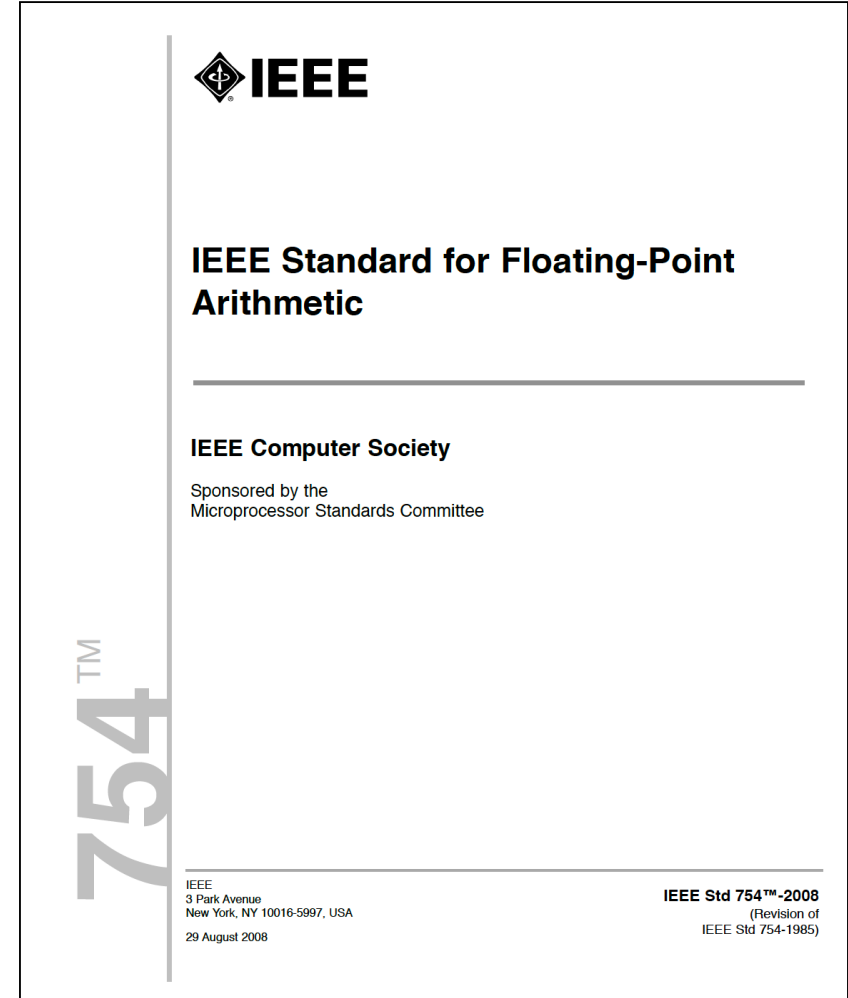 IEEE
IEEE Standard for Floating-Point
Arithmetic
IEEE Computer Society
Sponsored by the
Microprocessor Standards Committee
754™
IEEE
3 Park Avenue
New York, NY 10016-5997, USA
29 August 2008
IEEE Std 754™-2008
(Revision of
IEEE Std 754-1985)